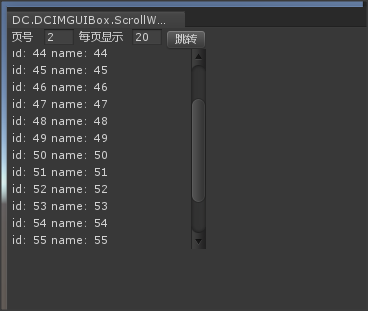 DC.DCIMGUIBox.ScrollW...
页号 2 每页显示 20 跳转
id: 44 name: 44
id: 45 name: 45
id: 46 name: 46
id: 47 name: 47
id: 48 name: 48
id: 49 name: 49
id: 50 name: 50
id: 51 name: 51
id: 52 name: 52
id: 53 name: 53
id: 54 name: 54
id: 55 name: 55